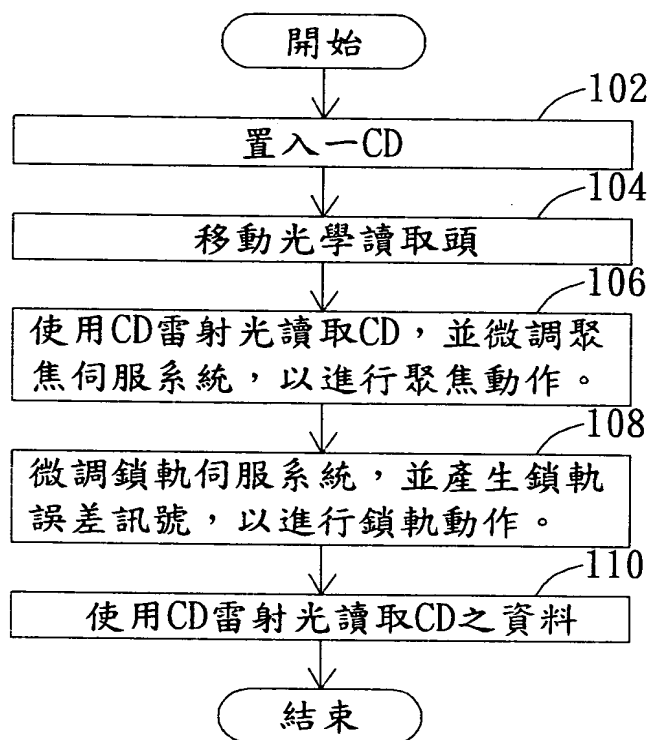 開始
102
置入一CD
104
移動光學讀取頭
106
使用CD雷射光讀取CD，並微調聚
焦伺服系統，以進行聚焦動作。
108
微調鎖軌伺服系統，並產生鎖軌
誤差訊號，以進行鎖軌動作。
110
使用CD雷射光讀取CD之資料
結束